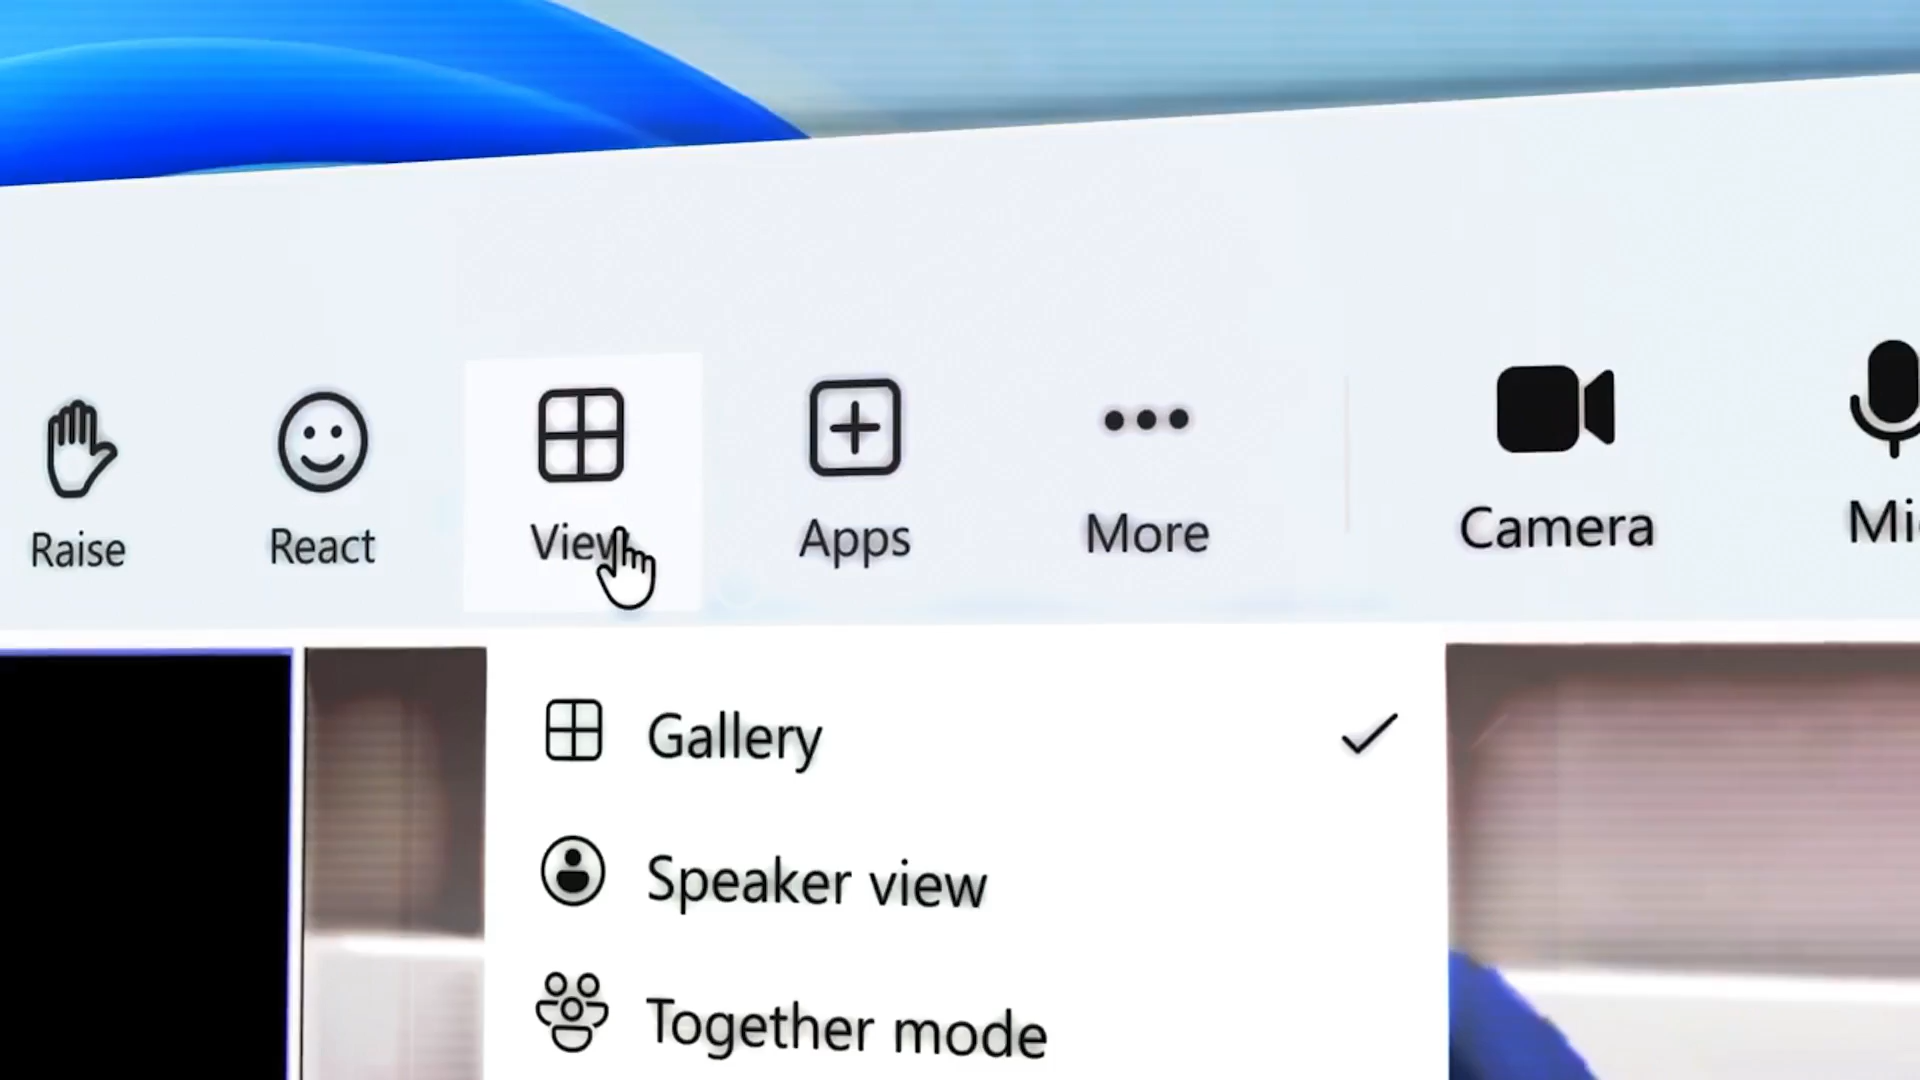 Raise React View Apps More Camera
Gallery
Speaker view
Together mode